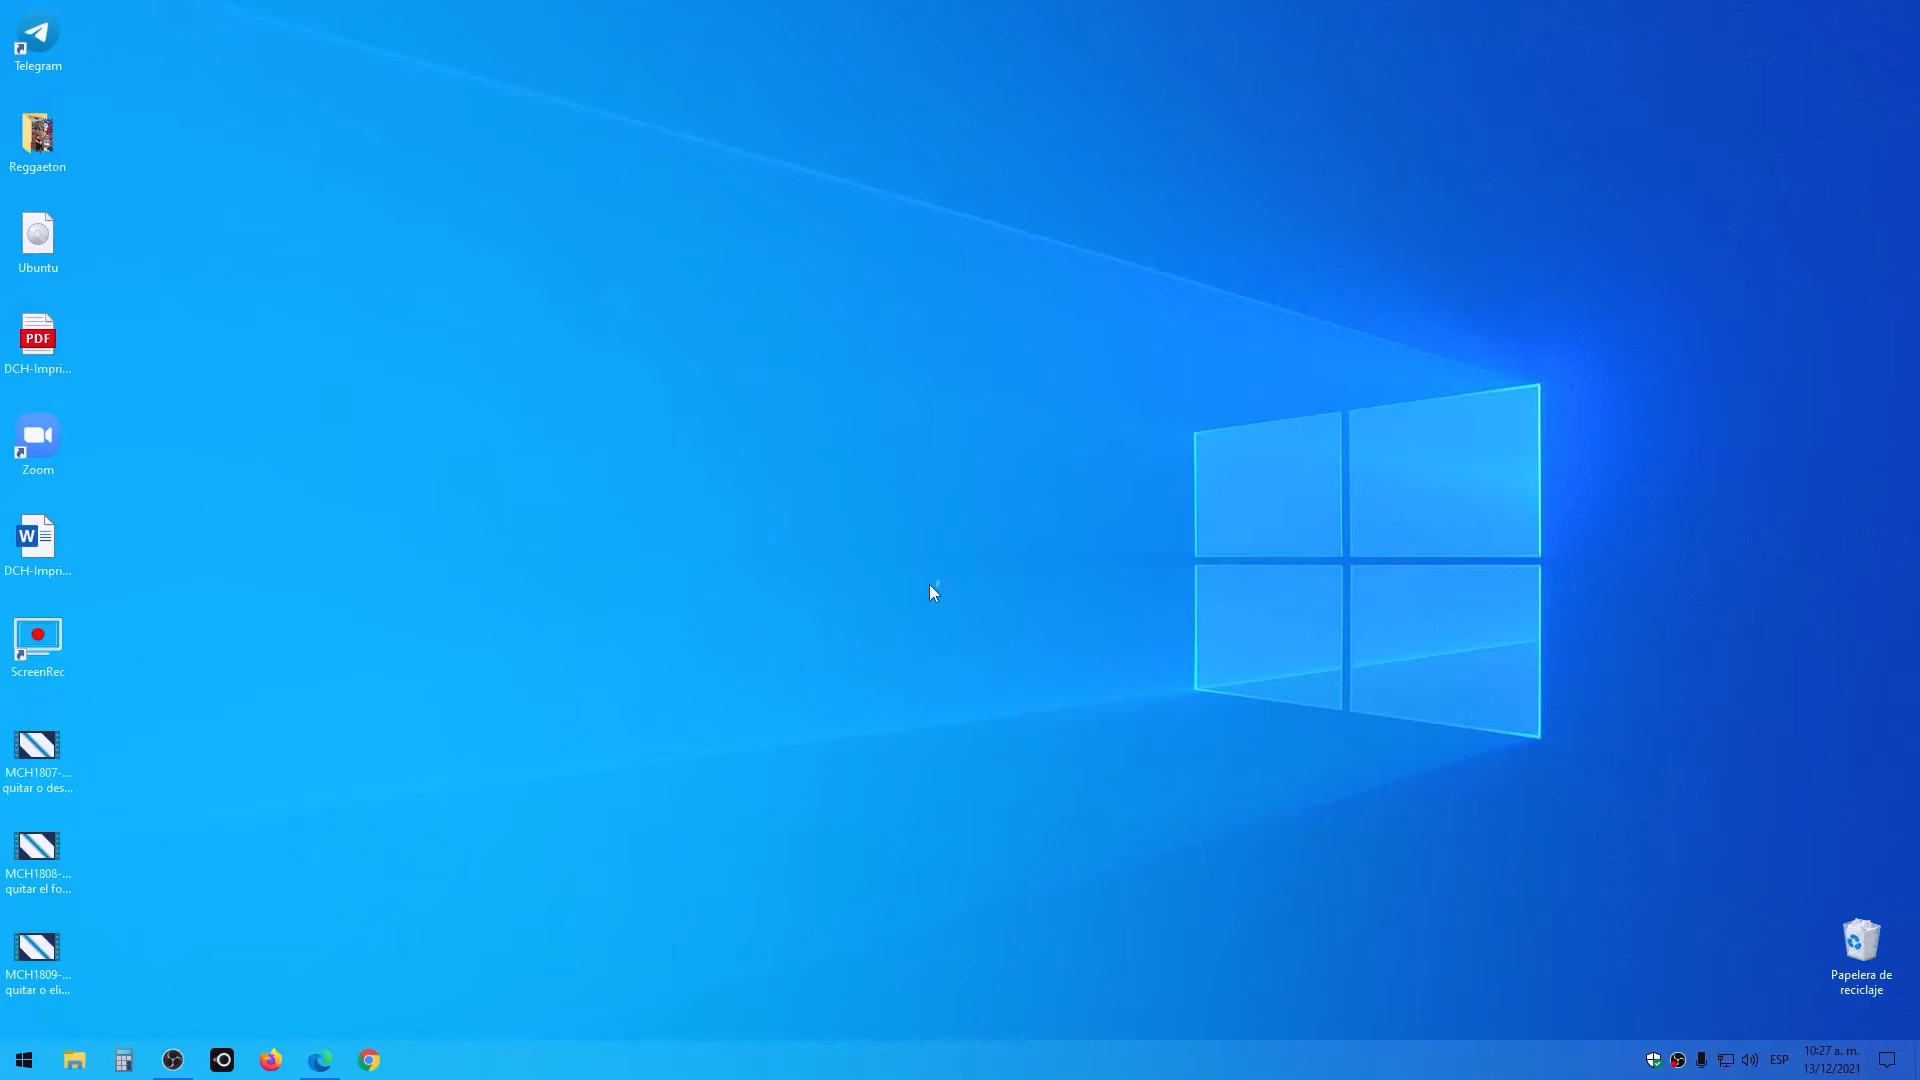 Telegram
Reggaeton
Ubuntu
PDF
DCH-Impri...
Zoom
W
DCH-Impri...
ScreenRec
MCH1807-...
quitar o des...
MCH1808-...
quitar el fo...
MCH1809-...
quitar o eli...
Papelera de
reciclaje
ESP
10:27 a. m.
13/12/2021